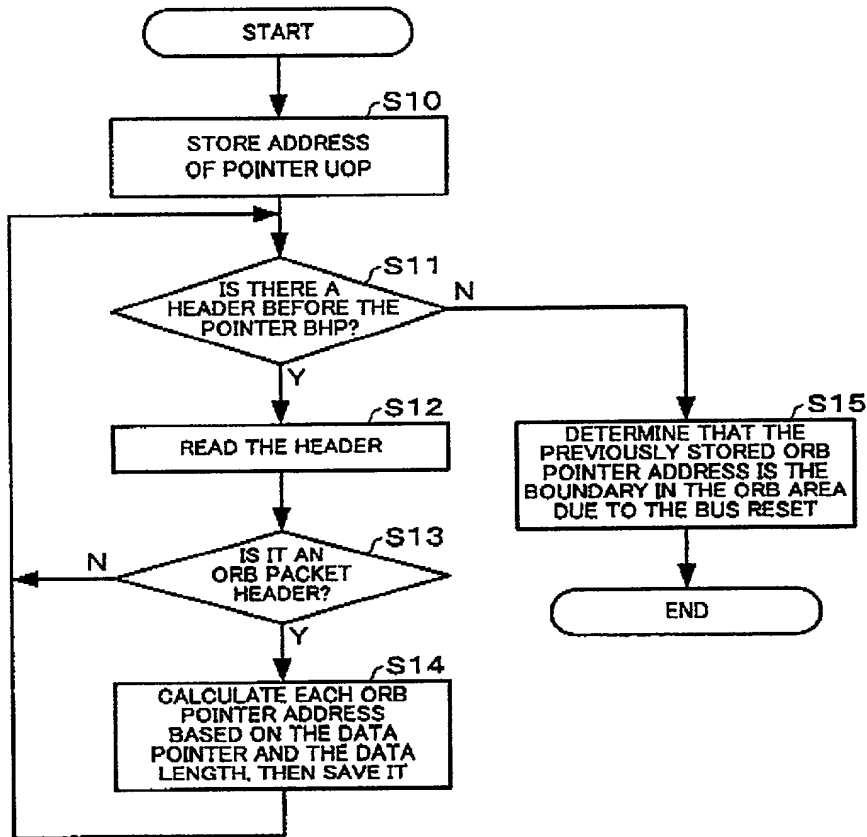 START
S10
STORE ADDRESS
OF POINTER UOP
S11
IS THERE A
HEADER BEFORE THE
POINTER BHP?
N
Y
S12
READ THE HEADER
S15
DETERMINE THAT THE
PREVIOUSLY STORED ORB
POINTER ADDRESS IS THE
BOUNDARY IN THE ORB AREA
DUE TO THE BUS RESET
S13
IS IT AN
ORB PACKET
HEADER?
N
Y
END
S14
CALCULATE EACH ORB
POINTER ADDRESS
BASED ON THE DATA
POINTER AND THE DATA
LENGTH, THEN SAVE IT